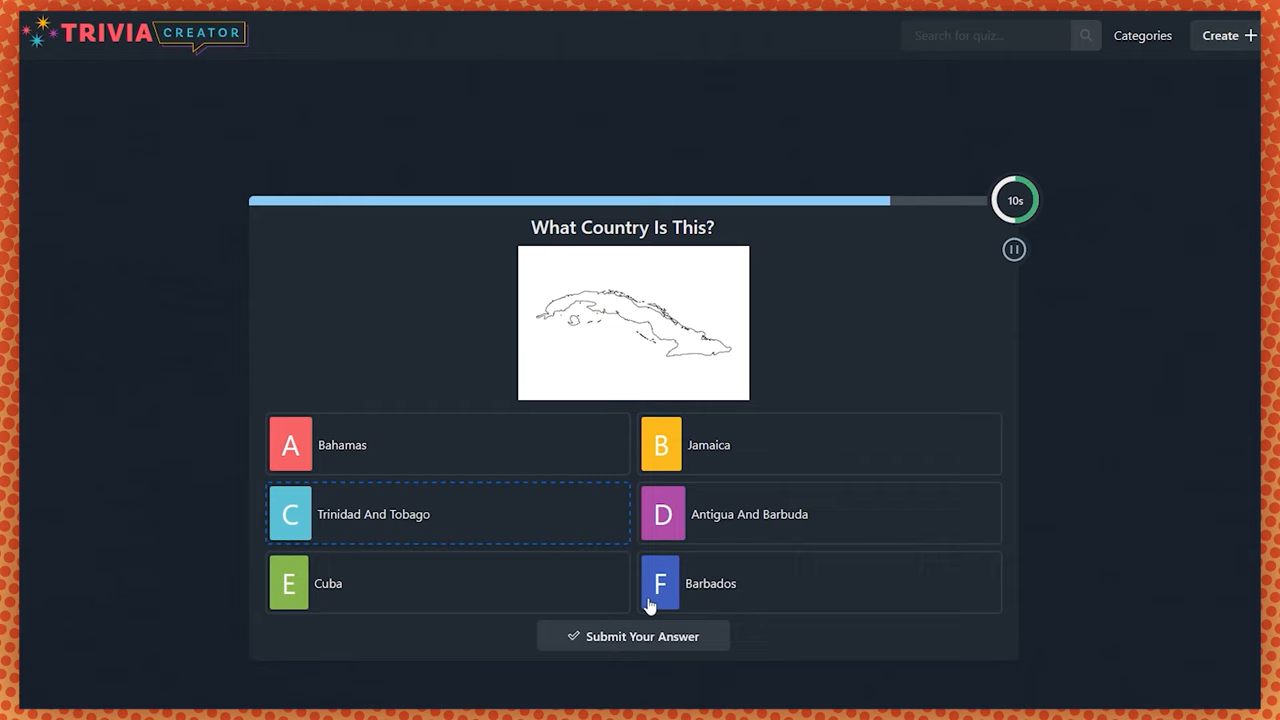 TRIVIA CREATOR
Search for quiz...
Categories
Create +
10s
What Country Is This?
A Bahamas
B Jamaica
C Trinidad And Tobago
D Antigua And Barbuda
E Cuba
F Barbados
Submit Your Answer